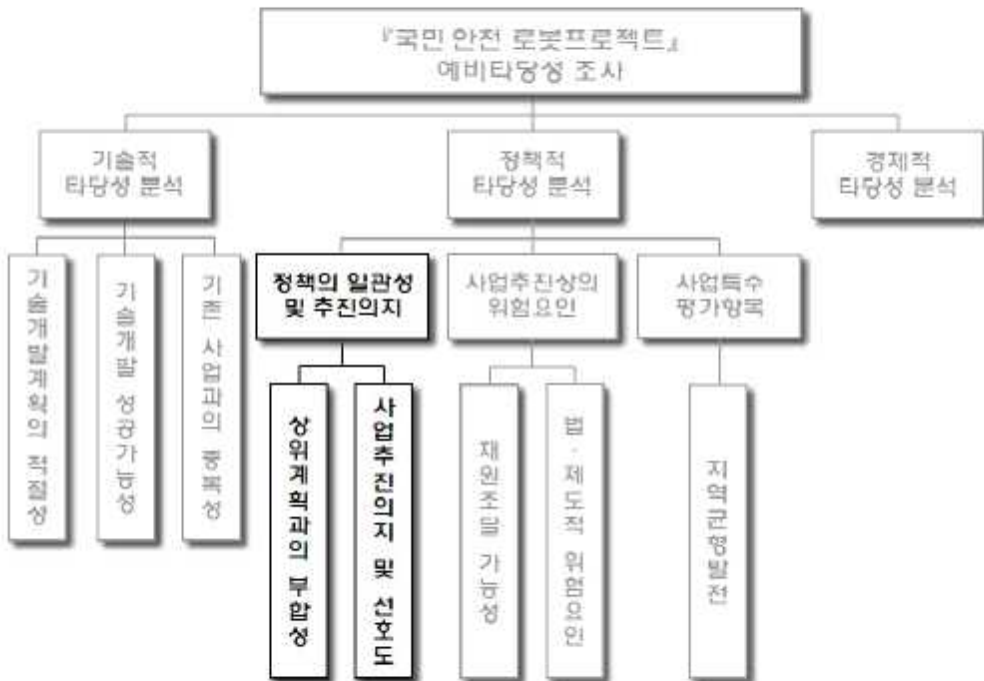 『국민 안전 로봇프로젝트』
예비타당성 조사
기술적
타당성 분석
정책적
타당성 분석
경제적
타당성 분석
기술개발계획의 적절성
기술개발 성공가능성
기존 사업과의 중복성
정책의 일관성
및 추진의지
사업추진상의
위험요인
사업특수
평가항목
상위계획과의 부합성
사업추진의지 및 선호도
재원조달 가능성
법·제도적 위험요인
지역균형발전